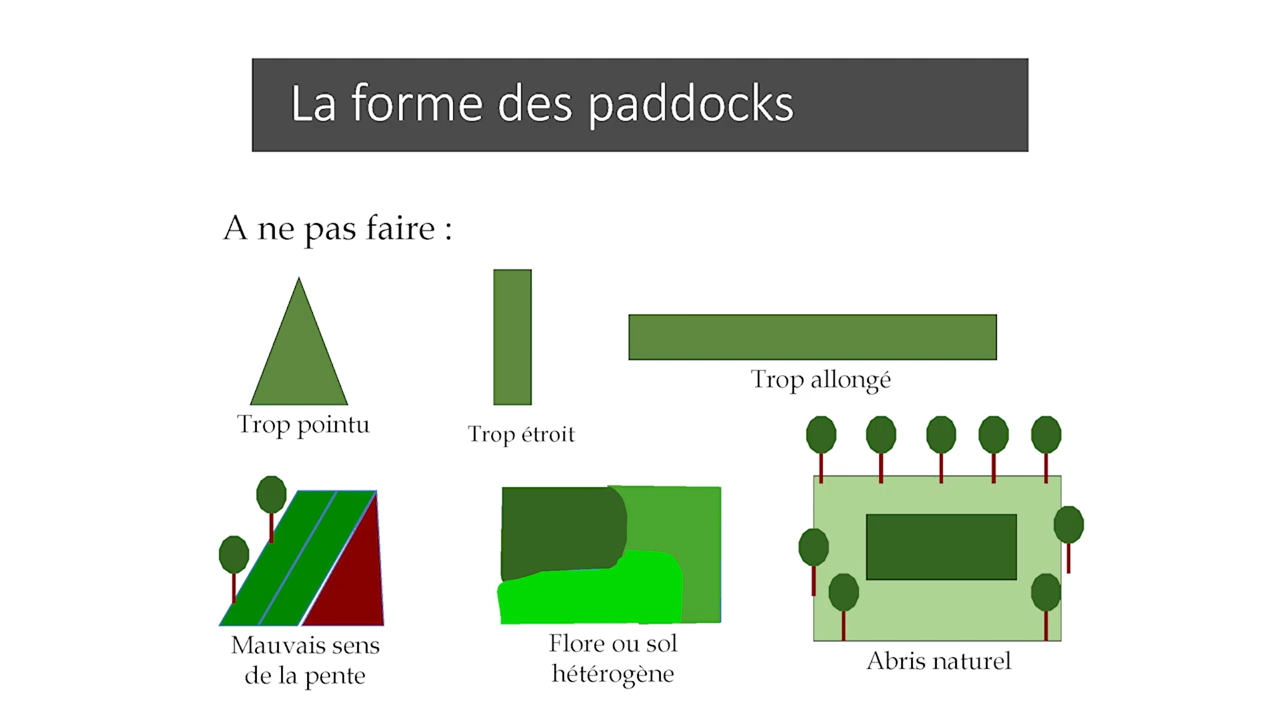 La forme des paddocks
A ne pas faire :
Trop pointu
Trop étroit
Trop allongé
Mauvais sens
de la pente
Flore ou sol
hétérogène
Abris naturel